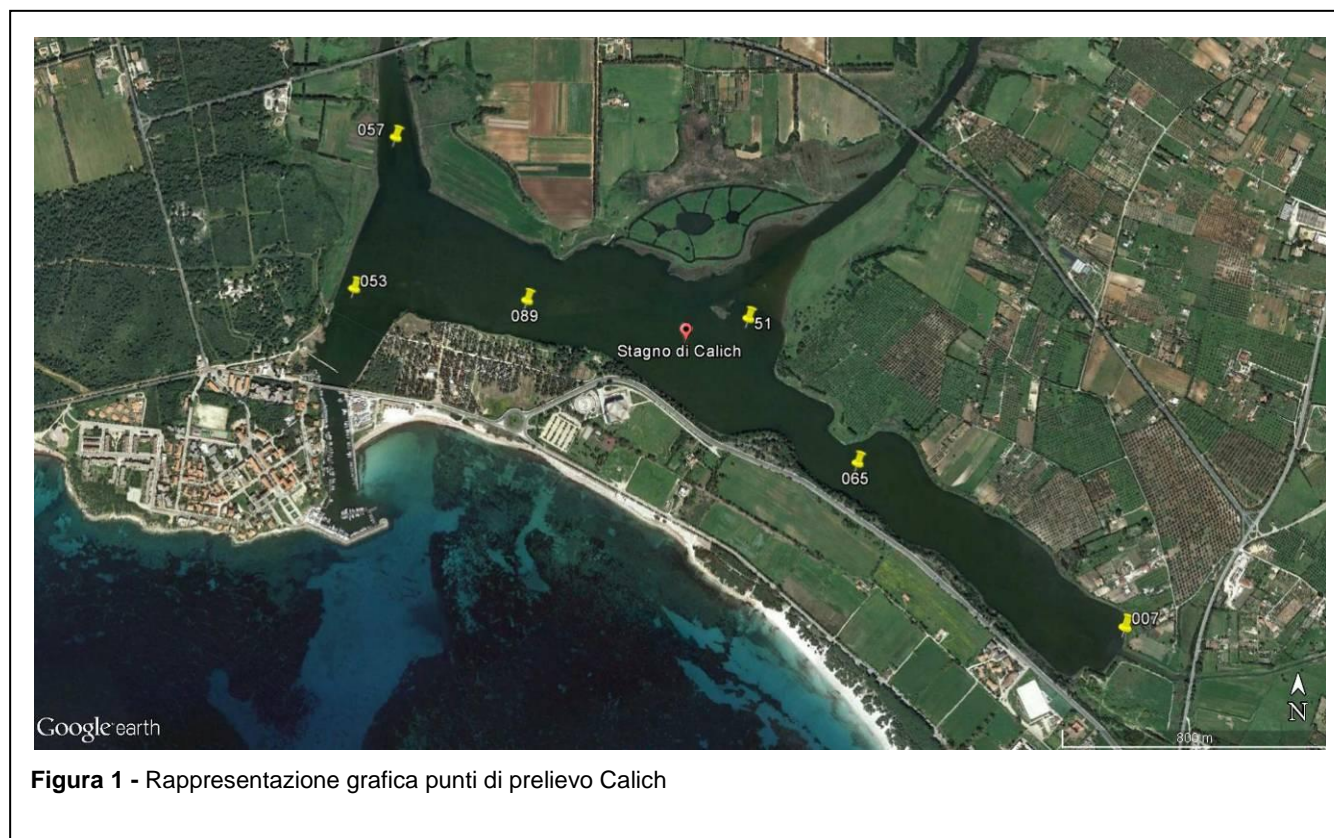 057
053
089
51
Stagno di Calich
065
007
N
Google earth
800 m
Figura 1 - Rappresentazione grafica punti di prelievo Calich